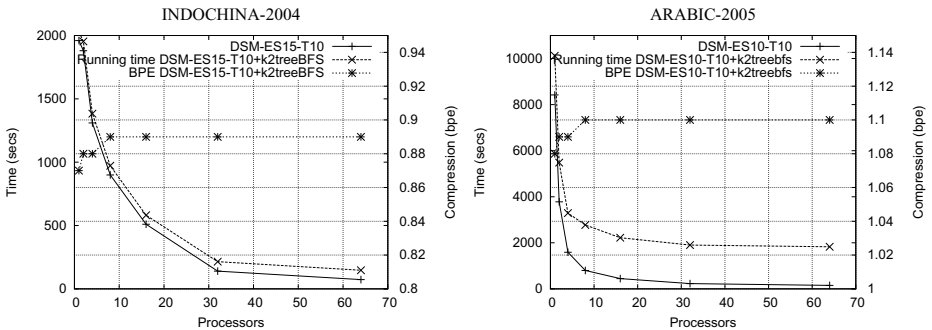 INDOCHINA-2004
DSM-ES15-T10
Running time DSM-ES15-T10+k2treeBFS
BPE DSM-ES15-T10+k2treeBFS
2000
1500
1000
500
0
Time (secs)
0 10 20 30 40 50 60 70
Processors
0.94
0.92
0.9
0.88
0.86
0.84
0.82
0.8
Compression (bpe)
ARABIC-2005
DSM-ES10-T10
Running time DSM-ES10-T10+k2treebfs
BPE DSM-ES10-T10+k2treebfs
10000
8000
6000
4000
2000
0
Time (secs)
0 10 20 30 40 50 60 70
Processors
1.14
1.12
1.1
1.08
1.06
1.04
1.02
1
Compression (bpe)